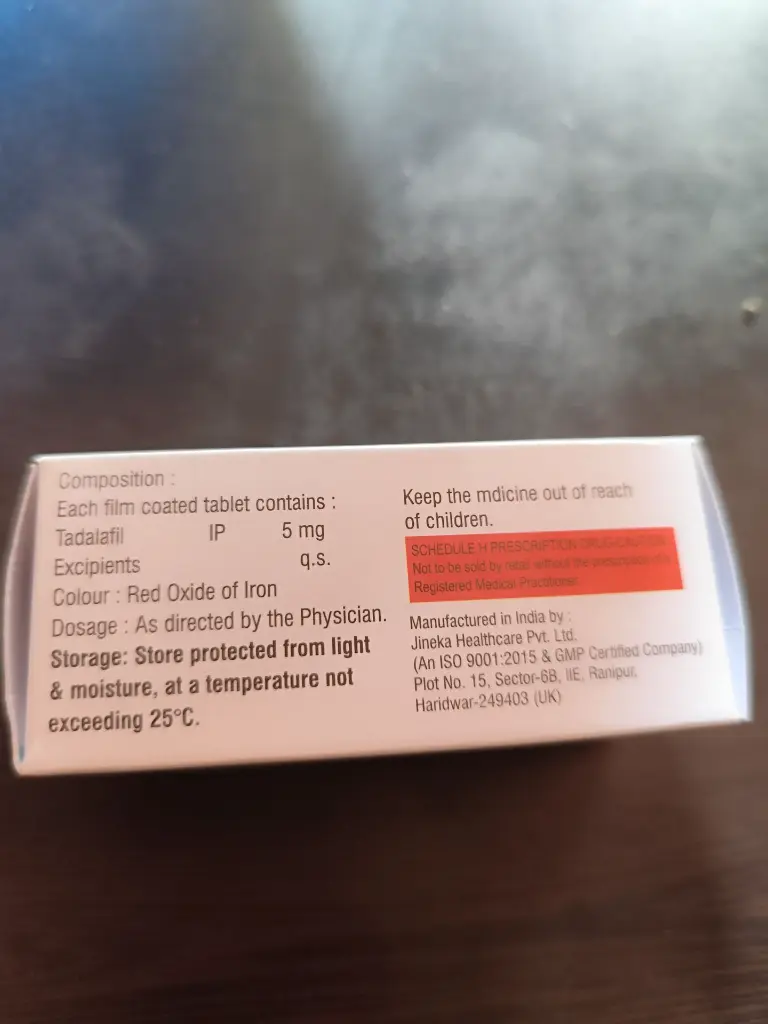 Composition :
Each film coated tablet contains :
Tadalafil IP 5 mg
Excipients q.s.
Colour : Red Oxide of Iron
Dosage : As directed by the Physician.
Storage: Store protected from light
& moisture, at a temperature not
exceeding 25°C.
Keep the mdicine out of reach
of children.
SCHEDULE H PRESCRIPTION DRUG-CAUTION
Not to be sold by retail without the prescription of a
Registered Medical Practitioner.
Manufactured in India by :
Jineka Healthcare Pvt. Ltd.
(An ISO 9001:2015 & GMP Certified Company)
Plot No. 15, Sector-6B, IIE, Ranipur,
Haridwar-249403 (UK)